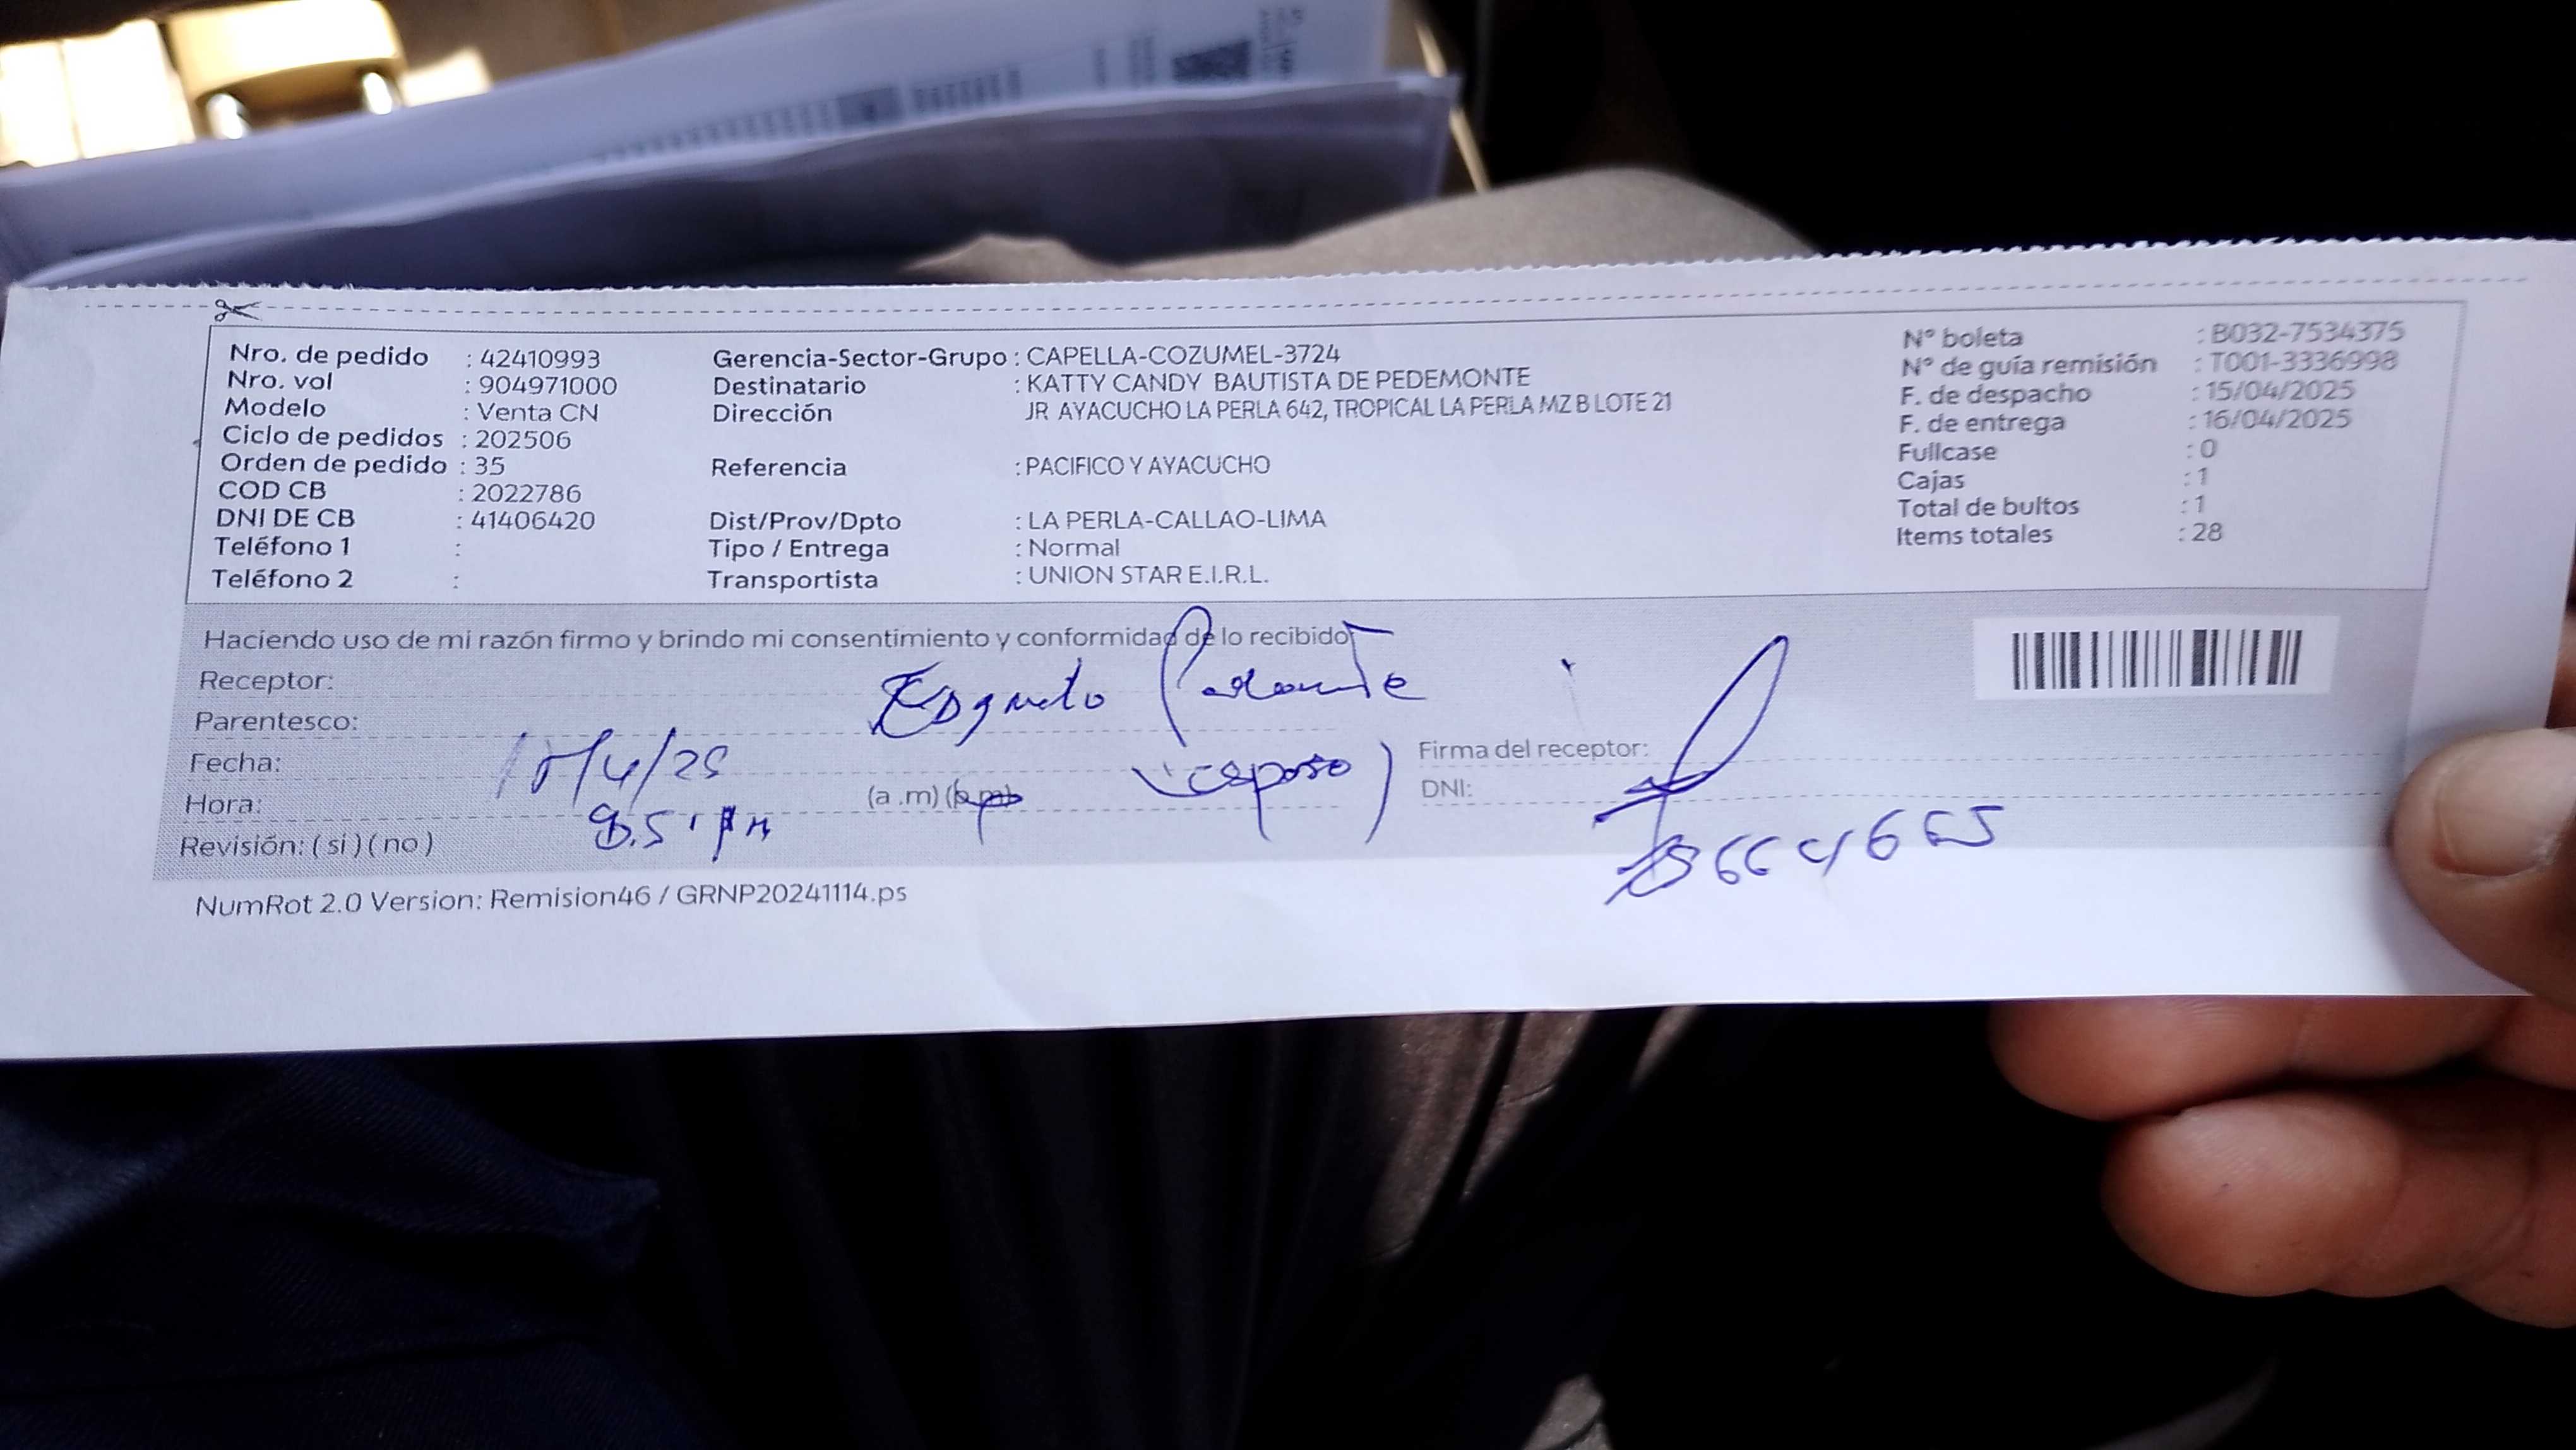 Nro. de pedido : 42410993
Nro. vol : 904971000
Modelo : Venta CN
Ciclo de pedidos : 202506
Orden de pedido : 35
COD CB : 2022786
DNI DE CB : 41406420
Teléfono 1 :
Teléfono 2 :
Gerencia-Sector-Grupo : CAPELLA-COZUMEL-3724
Destinatario : KATTY CANDY BAUTISTA DE PEDEMONTE
Dirección JR AYACUCHO LA PERLA 642, TROPICAL LA PERLA MZ B LOTE 21
Referencia : PACIFICO Y AYACUCHO
Dist/Prov/Dpto : LA PERLA-CALLAO-LIMA
Tipo / Entrega : Normal
Transportista : UNION STAR E.I.R.L.
N° boleta : B032-7534375
N° de guía remisión : T001-3336998
F. de despacho : 15/04/2025
F. de entrega : 16/04/2025
Fullcase : 0
Cajas : 1
Total de bultos : 1
Items totales : 28
Haciendo uso de mi razón firmo y brindo mi consentimiento y conformidad de lo recibido
Receptor:
Parentesco: (esposo)
Fecha: 15/4/25
Hora: (a .m) (p.m)
Revisión: ( si ) ( no )
Firma del receptor:
DNI:
NumRot 2.0 Version: Remision46 / GRNP20241114.ps